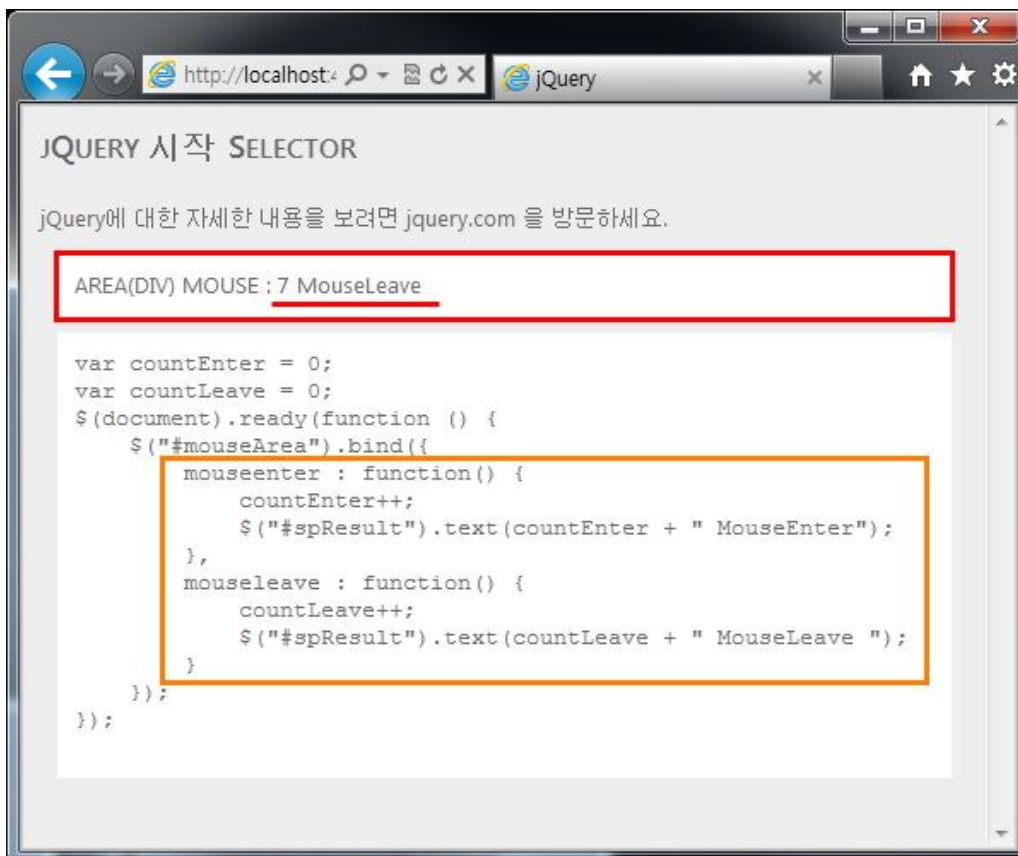 http://localhost:4
jQuery
JQUERY 시작 SELECTOR
jQuery에 대한 자세한 내용을 보려면 jquery.com 을 방문하세요.
AREA(DIV) MOUSE : 7 MouseLeave
var countEnter = 0;
var countLeave = 0;
$(document).ready(function () {
    $("#mouseArea").bind({
        mouseenter : function() {
            countEnter++;
            $("#spResult").text(countEnter + " MouseEnter");
        },
        mouseleave : function() {
            countLeave++;
            $("#spResult").text(countLeave + " MouseLeave ");
        }
    });
});